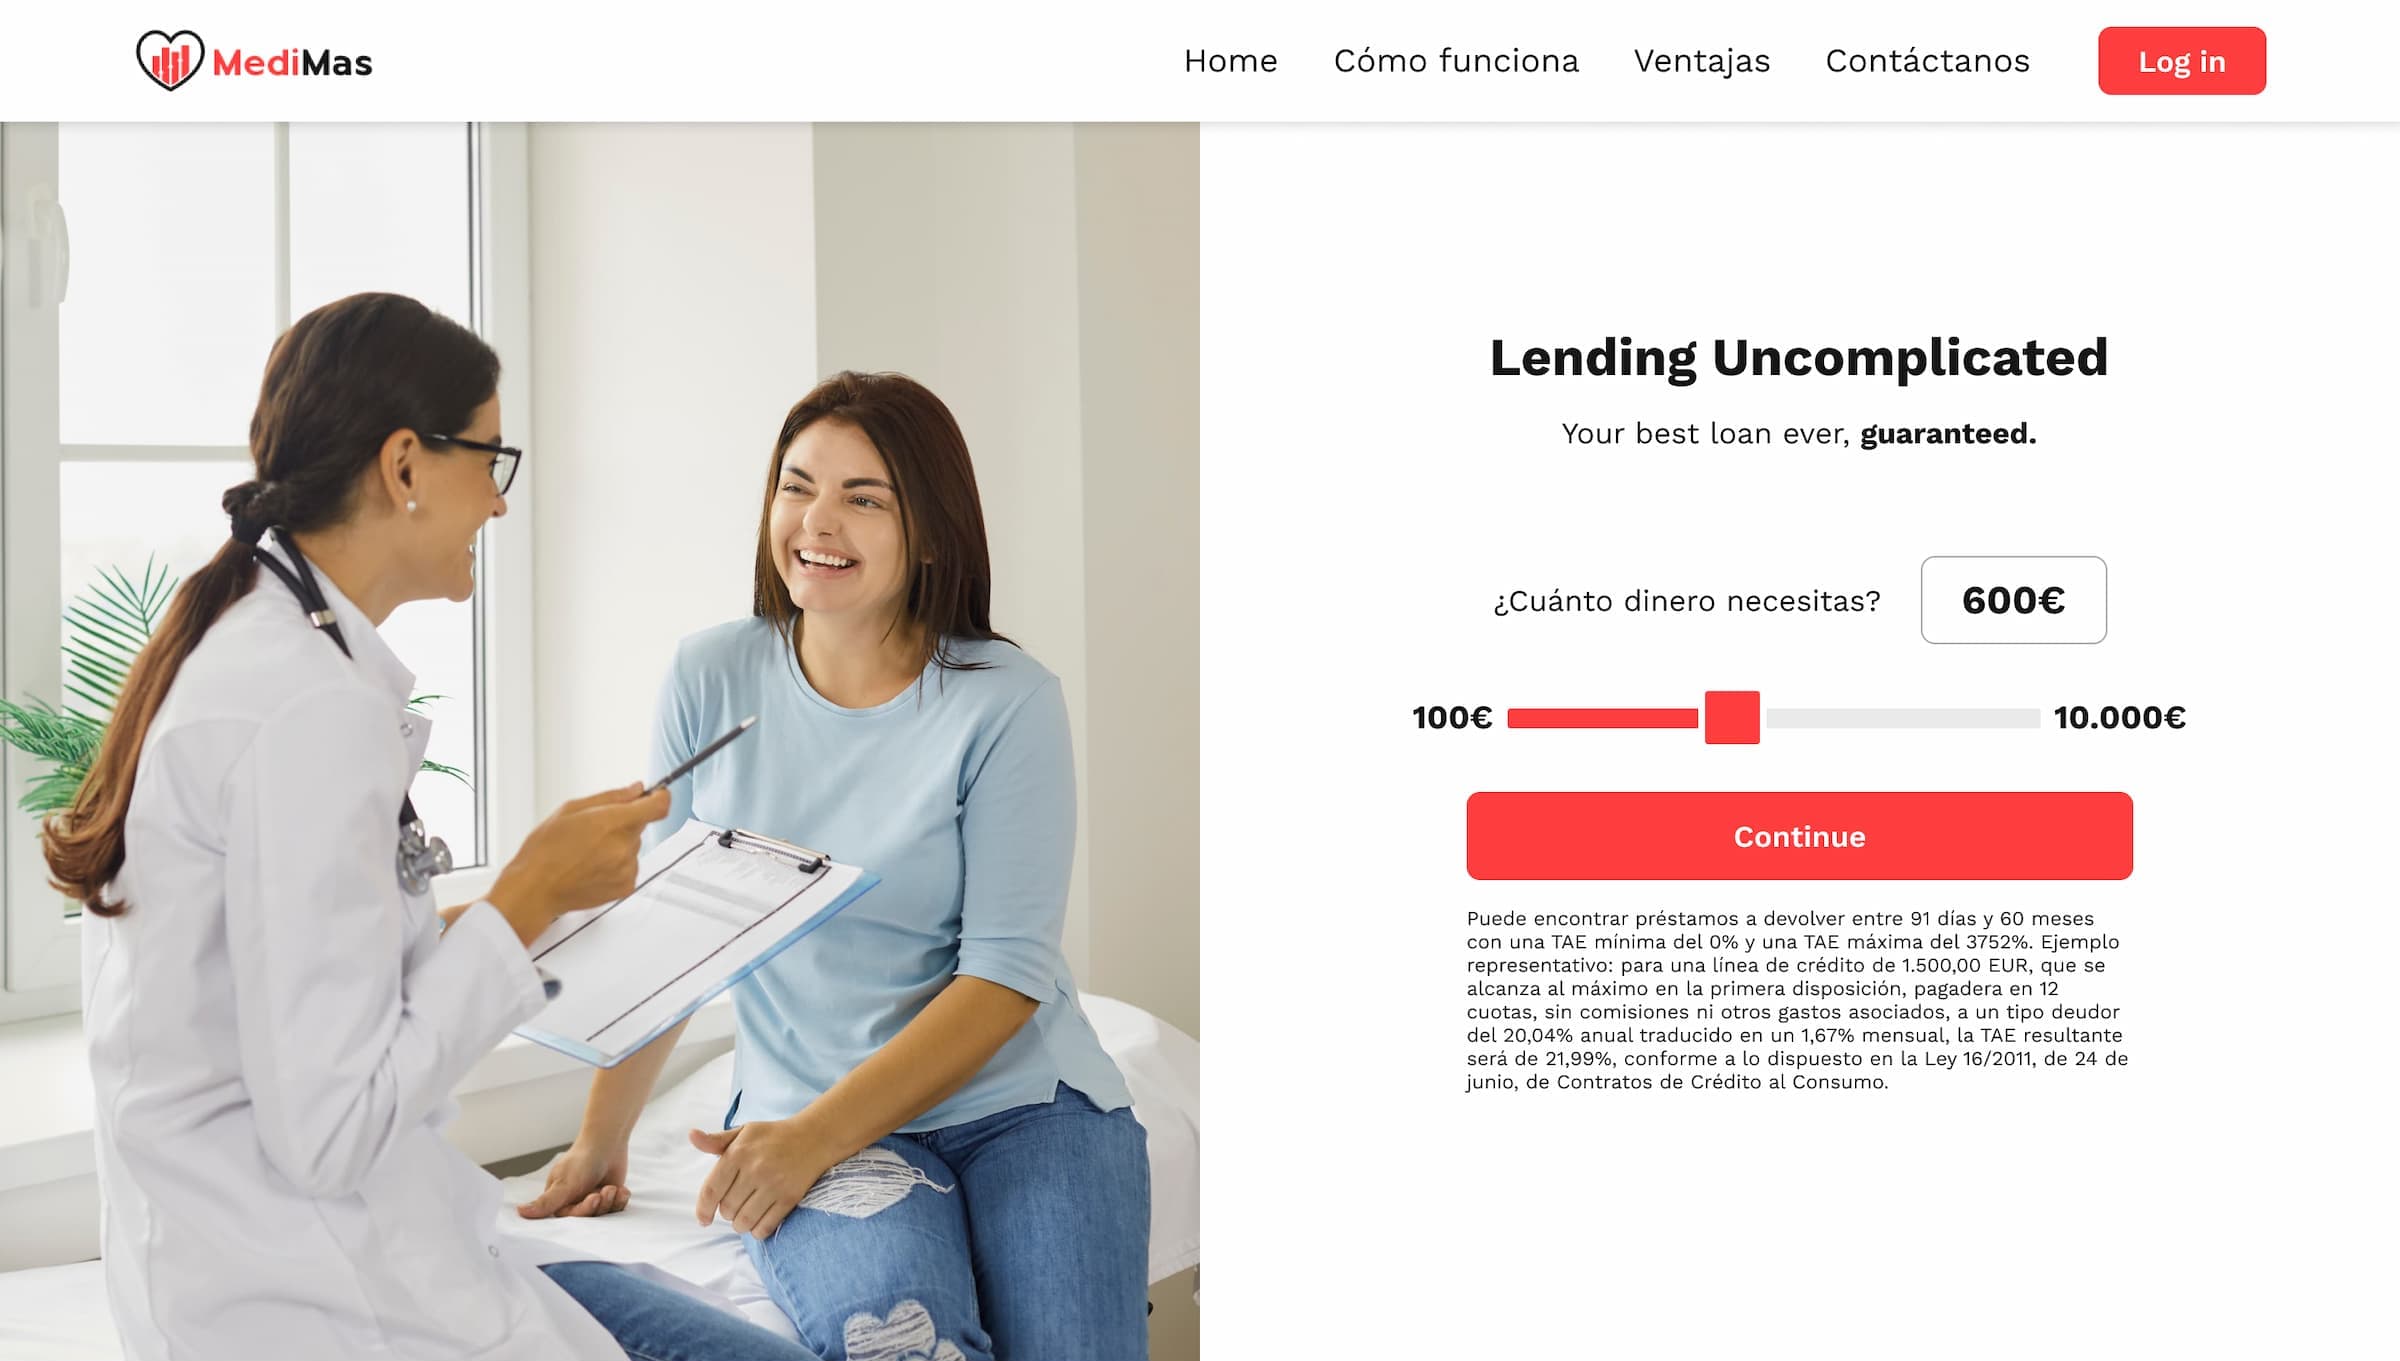 MediMas
Home
Cómo funciona
Ventajas
Contáctanos
Log in
Lending Uncomplicated
Your best loan ever, guaranteed.
¿Cuánto dinero necesitas?
600€
100€
10.000€
Continue
Puede encontrar préstamos a devolver entre 91 días y 60 meses
con una TAE mínima del 0% y una TAE máxima del 3752%. Ejemplo
representativo: para una línea de crédito de 1.500,00 EUR, que se
alcanza al máximo en la primera disposición, pagadera en 12
cuotas, sin comisiones ni otros gastos asociados, a un tipo deudor
del 20,04% anual traducido en un 1,67% mensual, la TAE resultante
será de 21,99%, conforme a lo dispuesto en la Ley 16/2011, de 24 de
junio, de Contratos de Crédito al Consumo.